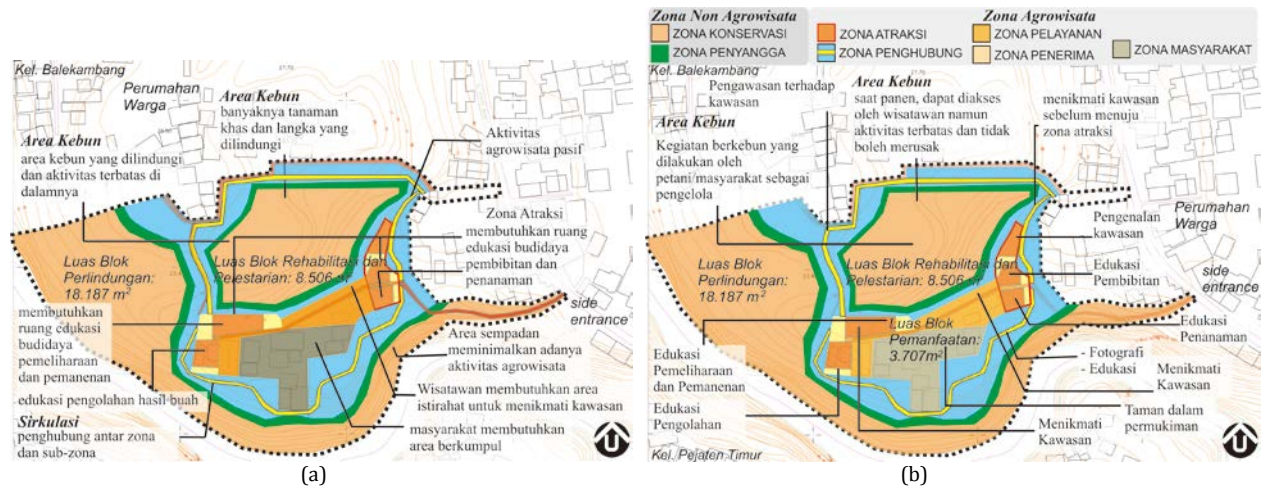 Kel. Balekambang
Perumahan
Warga
Area Kebun
banyaknya tanaman
khas dan langka yang
dilindungi
Area Kebun
area kebun yang dilindungi
dan aktivitas terbatas di
dalamnya
Aktivitas
agrowisata pasif
Zona Atraksi
membutuhkan ruang
edukasi budidaya
pembibitan dan
penanaman
Luas Blok
Perlindungan:
18.187 m²
Luas Blok Rehabilitasi dan
Pelestarian: 8.506 m²
side
entrance
membutuhkan
ruang edukasi
budidaya
pemeliharaan
dan pemanenan
Area sempadan
meminimalkan adanya
aktivitas agrowisata
edukasi pengolahan hasil buah
Wisatawan membutuhkan area
istirahat untuk menikmati kawasan
Sirkulasi
penghubung antar zona
dan sub-zona
masyarakat membutuhkan
area berkumpul
U
(a)
Zona Non Agrowisata
ZONA KONSERVASI
ZONA PENYANGGA
Zona Agrowisata
ZONA ATRAKSI
ZONA PELAYANAN
ZONA PENGHUBUNG
ZONA PENERIMA
ZONA MASYARAKAT
Kel. Balekambang
Pengawasan terhadap
kawasan
Area Kebun
saat panen, dapat diakses
oleh wisatawan namun
aktivitas terbatas dan tidak
boleh merusak
menikmati kawasan
sebelum menuju
zona atraksi
Area Kebun
Kegiatan berkebun yang
dilakukan oleh
petani/masyarakat sebagai
pengelola
Perumahan
Warga
Pengenalan
kawasan
Luas Blok
Perlindungan:
18.187 m²
Luas Blok Rehabilitasi dan
Pelestarian: 8.506 m²
Edukasi
Pembibitan
side
entrance
Edukasi
Penanaman
Luas Blok
Pemanfaatan:
3.707m²
- Fotografi
- Edukasi
Edukasi
Pemeliharaan
dan Pemanenan
Menikmati
Kawasan
Edukasi
Pengolahan
Menikmati
Kawasan
Taman dalam
permukiman
Kel. Pejaten Timur
U
(b)